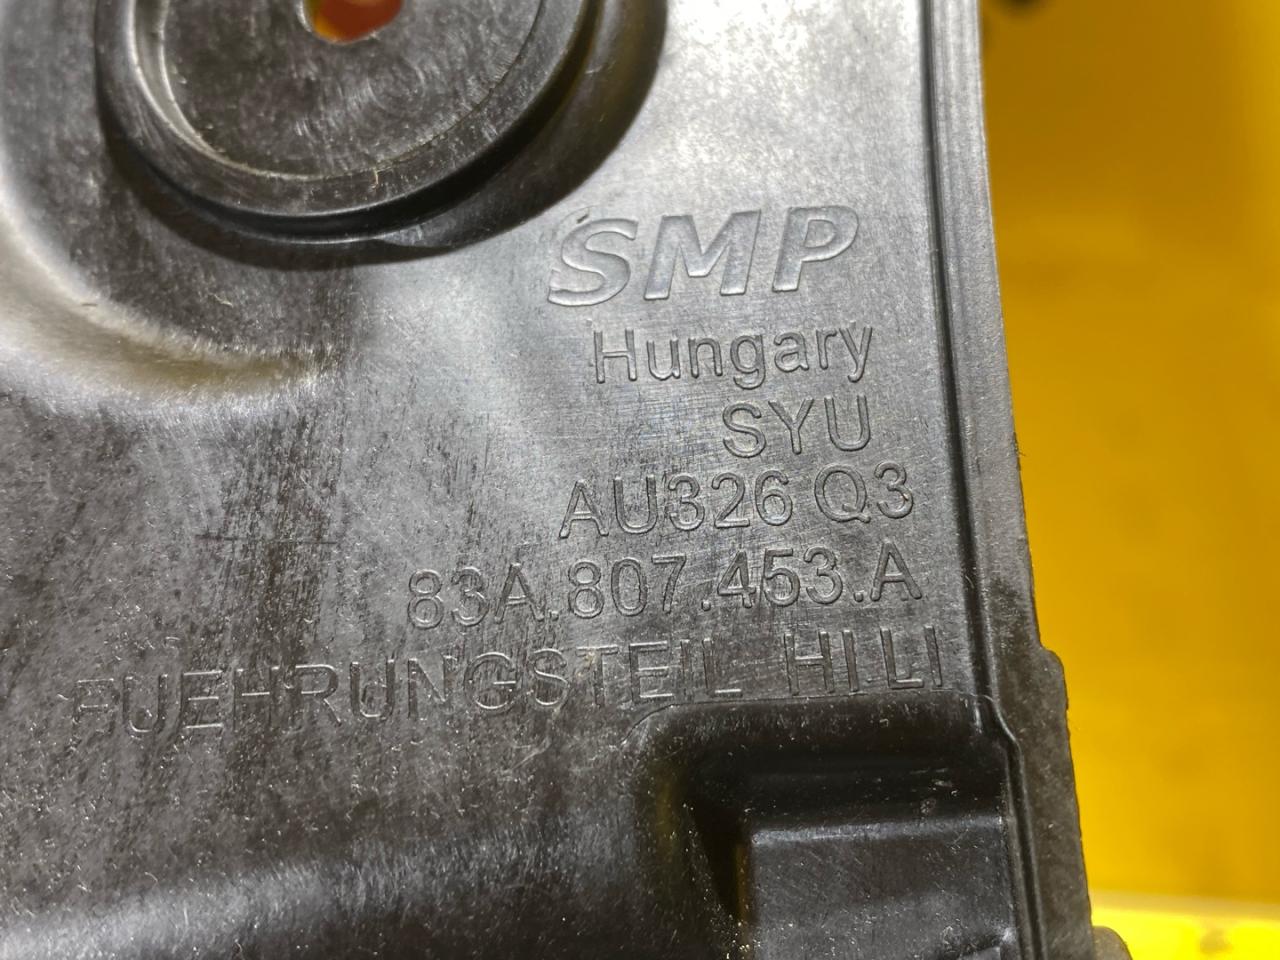 SMP
Hungary
SYU
AU326 Q3
83A.807.453.A
FUEHRUNGSTEIL HI LI